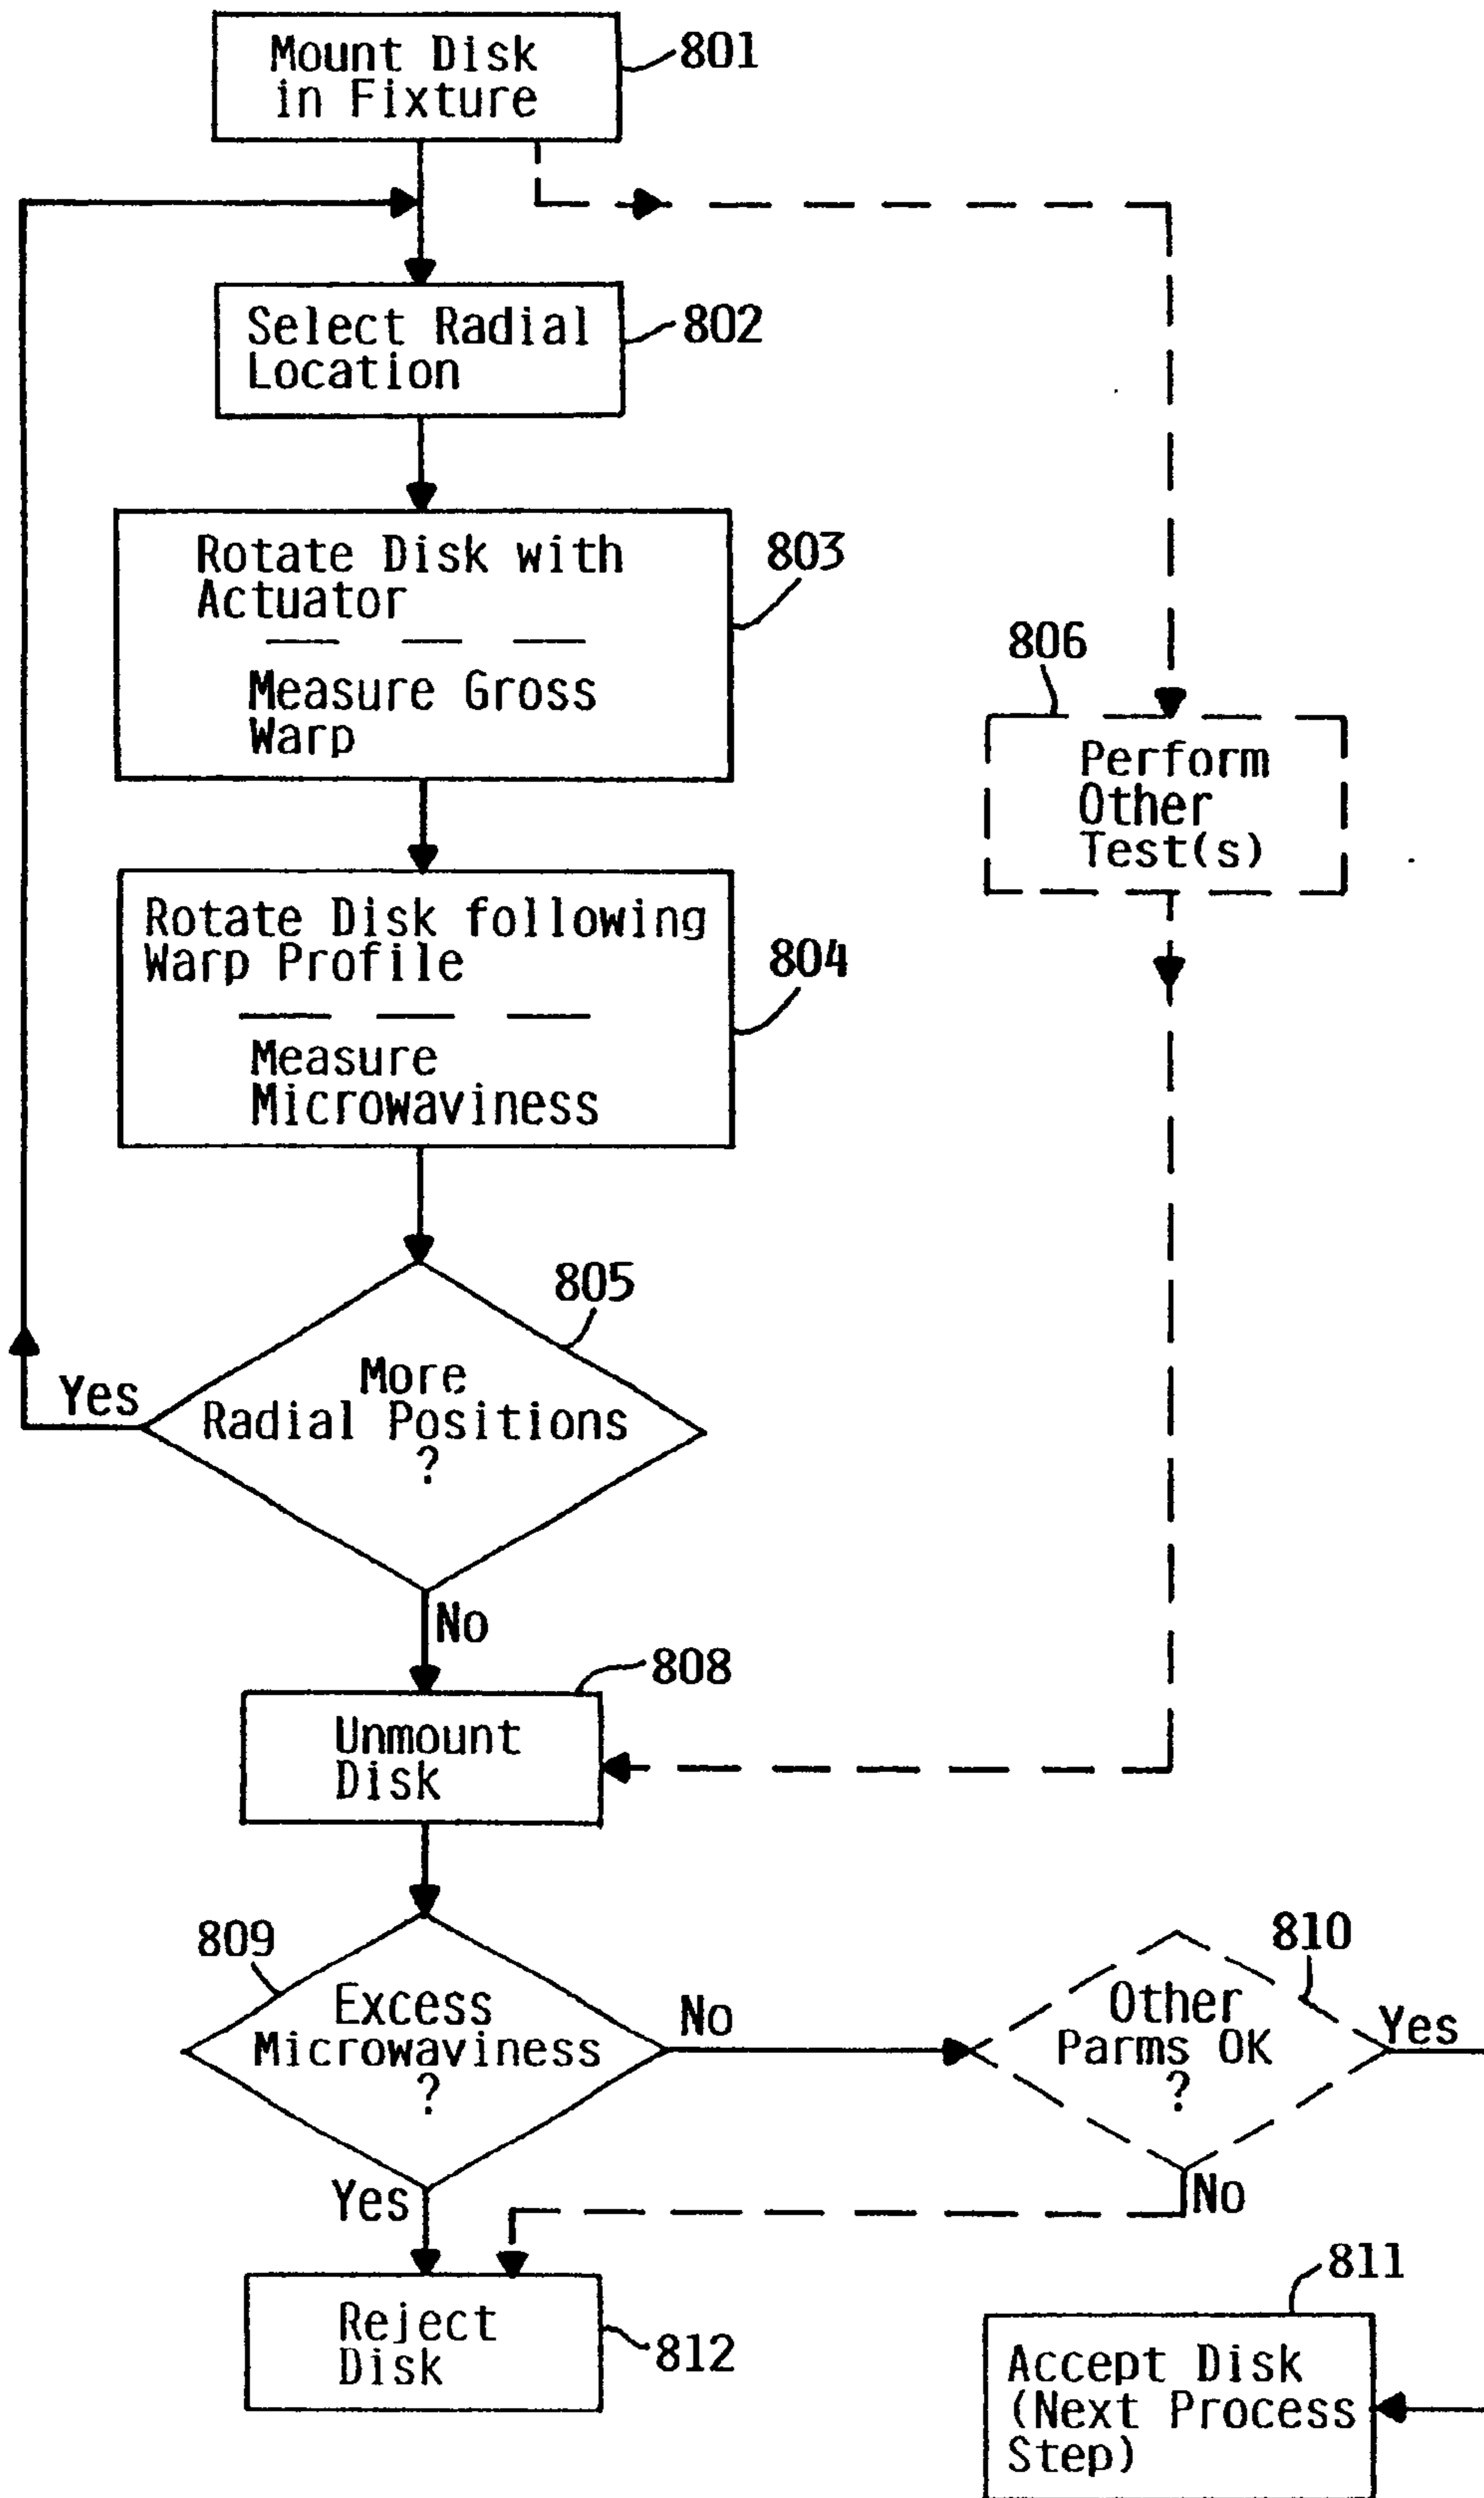 Mount Disk
in Fixture
801
Select Radial
Location
802
Rotate Disk with
Actuator
Measure Gross
Warp
803
806
Perform
Other
Test(s)
Rotate Disk following
Warp Profile
Measure
Microwaviness
804
805
More
Radial Positions
?
Yes
No
808
Unmount
Disk
809
Excess
Microwaviness
?
No
Yes
810
Other
Parms OK
?
Yes
No
Reject
Disk
812
811
Accept Disk
(Next Process
Step)